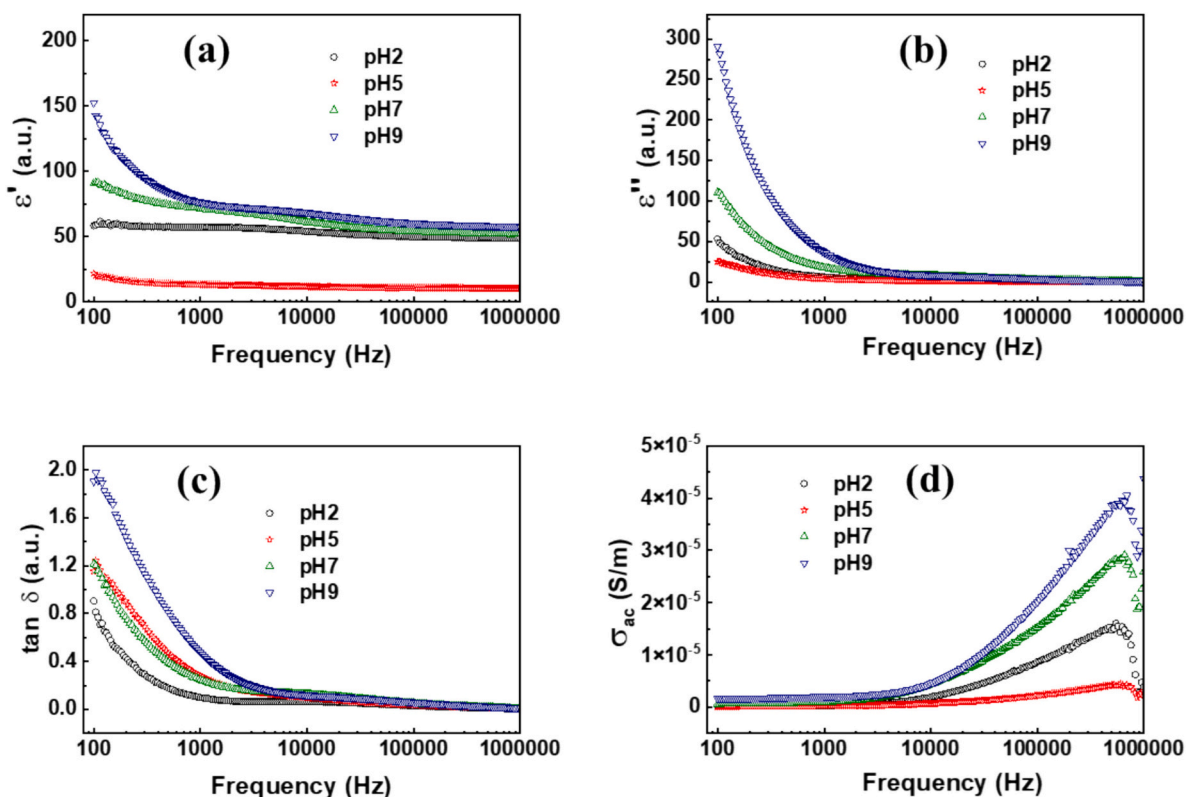 (a)
ε' (a.u.)
200
150
100
50
0
pH2
pH5
pH7
pH9
100 1000 10000 100000 1000000
Frequency (Hz)
(b)
ε'' (a.u.)
300
250
200
150
100
50
0
pH2
pH5
pH7
pH9
100 1000 10000 100000 1000000
Frequency (Hz)
(c)
tan δ (a.u.)
2.0
1.6
1.2
0.8
0.4
0.0
pH2
pH5
pH7
pH9
100 1000 10000 100000 1000000
Frequency (Hz)
(d)
σac (S/m)
5×10⁻⁵
4×10⁻⁵
3×10⁻⁵
2×10⁻⁵
1×10⁻⁵
0
pH2
pH5
pH7
pH9
100 1000 10000 100000 1000000
Frequency (Hz)